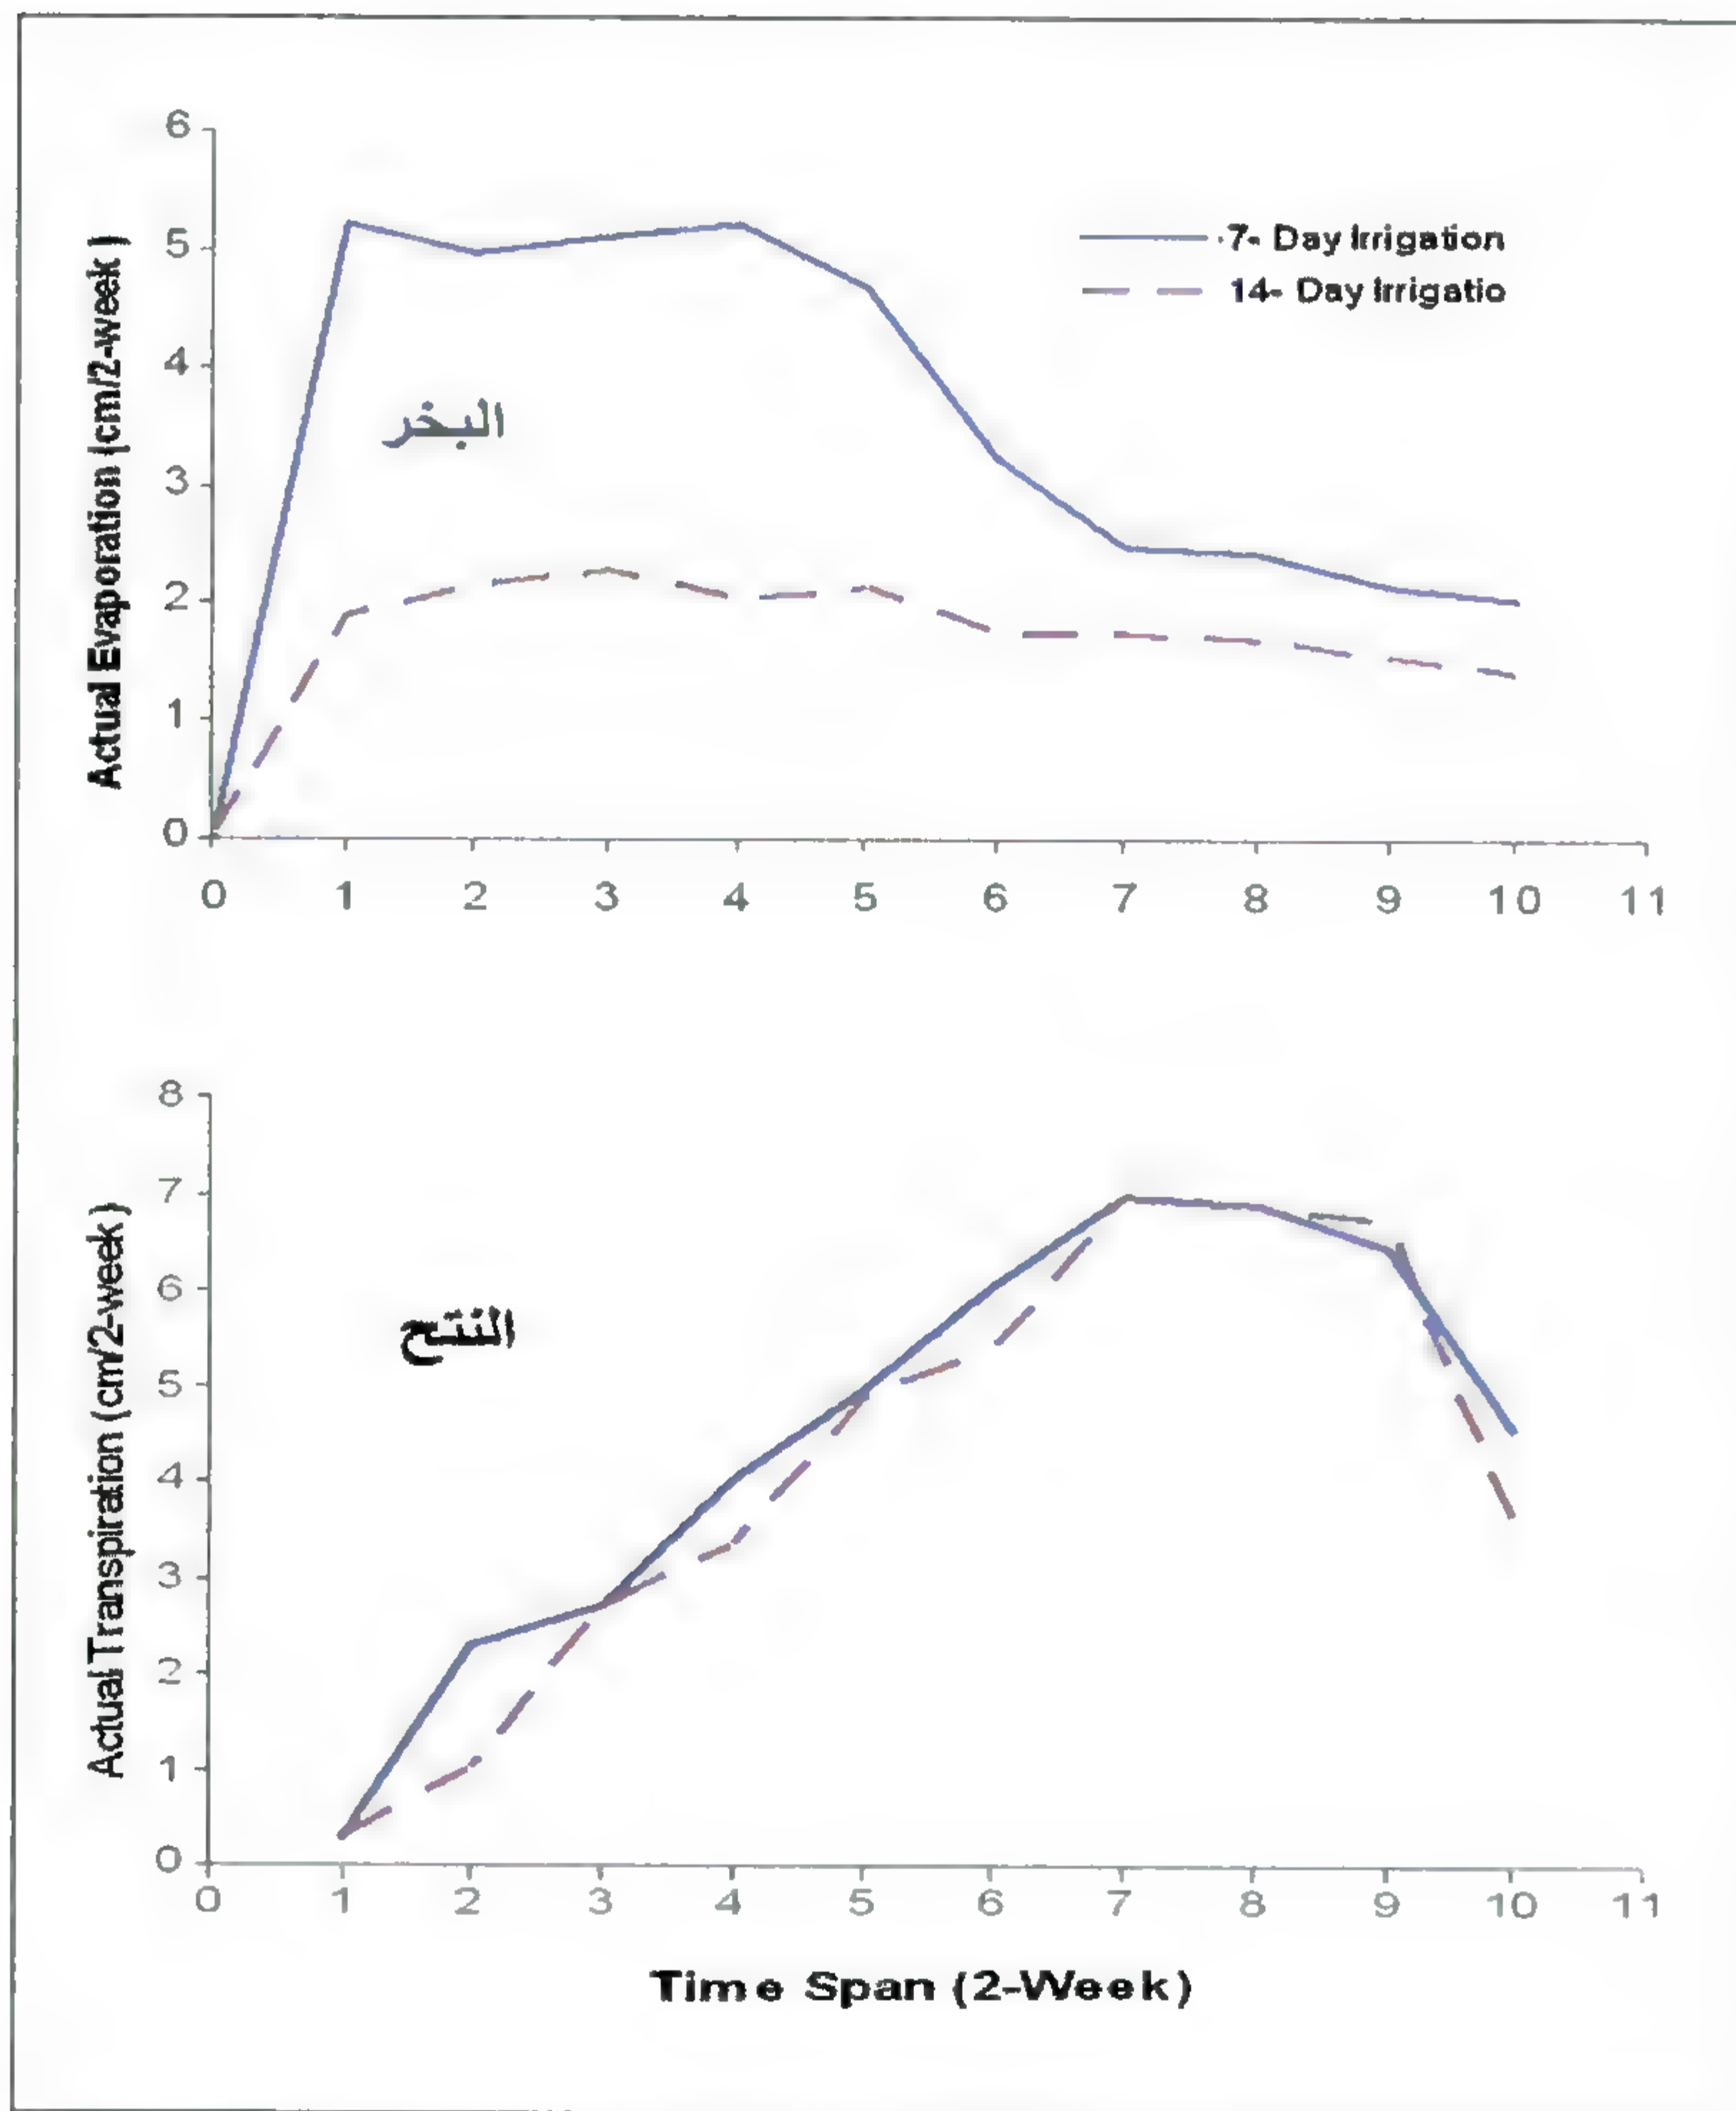 Actual Evaporation (cm/2-week)
6
5
4
3
2
1
0
7- Day Irrigation
14- Day Irrigatio
البخر
0 1 2 3 4 5 6 7 8 9 10 11
Actual Transpiration (cm/2-week)
8
7
6
5
4
3
2
1
0
النتح
0 1 2 3 4 5 6 7 8 9 10 11
Time Span (2-Week)